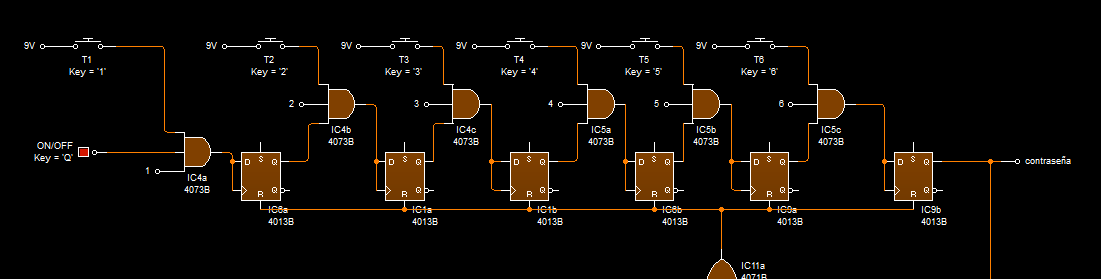 9V
T1
Key = '1'
9V
T2
Key = '2'
9V
T3
Key = '3'
9V
T4
Key = '4'
9V
T5
Key = '5'
9V
T6
Key = '6'
2
IC4b
4073B
3
IC4c
4073B
4
IC5a
4073B
5
IC5b
4073B
6
IC5c
4073B
ON/OFF
Key = 'Q'
1
IC4a
4073B
D S Q
Q
R
IC6a
4013B
D S Q
Q
R
IC1a
4013B
D S Q
Q
R
IC1b
4013B
D S Q
Q
R
IC6b
4013B
D S Q
Q
R
IC9a
4013B
D S Q
Q
R
IC9b
4013B
contraseña
IC11a
4071B